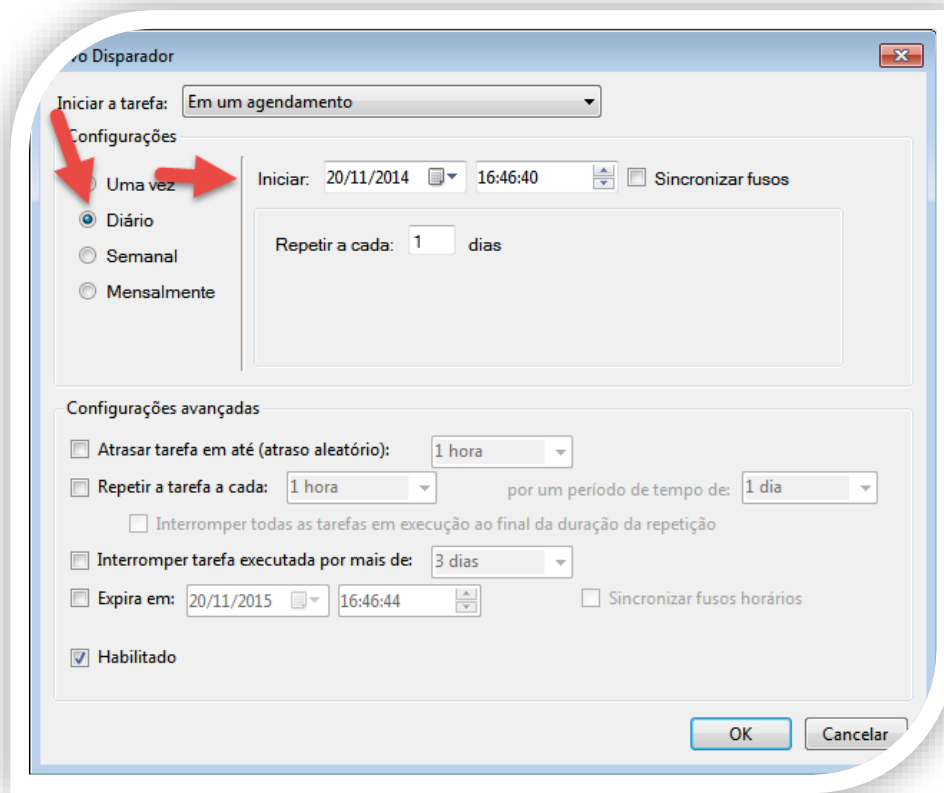 vo Disparador
Iniciar a tarefa: Em um agendamento
Configurações
Uma vez
Diário
Semanal
Mensalmente
Iniciar: 20/11/2014 16:46:40 Sincronizar fusos
Repetir a cada: 1 dias
Configurações avançadas
Atrasar tarefa em até (atraso aleatório): 1 hora
Repetir a tarefa a cada: 1 hora por um período de tempo de: 1 dia
Interromper todas as tarefas em execução ao final da duração da repetição
Interromper tarefa executada por mais de: 3 dias
Expira em: 20/11/2015 16:46:44 Sincronizar fusos horários
Habilitado
OK Cancelar